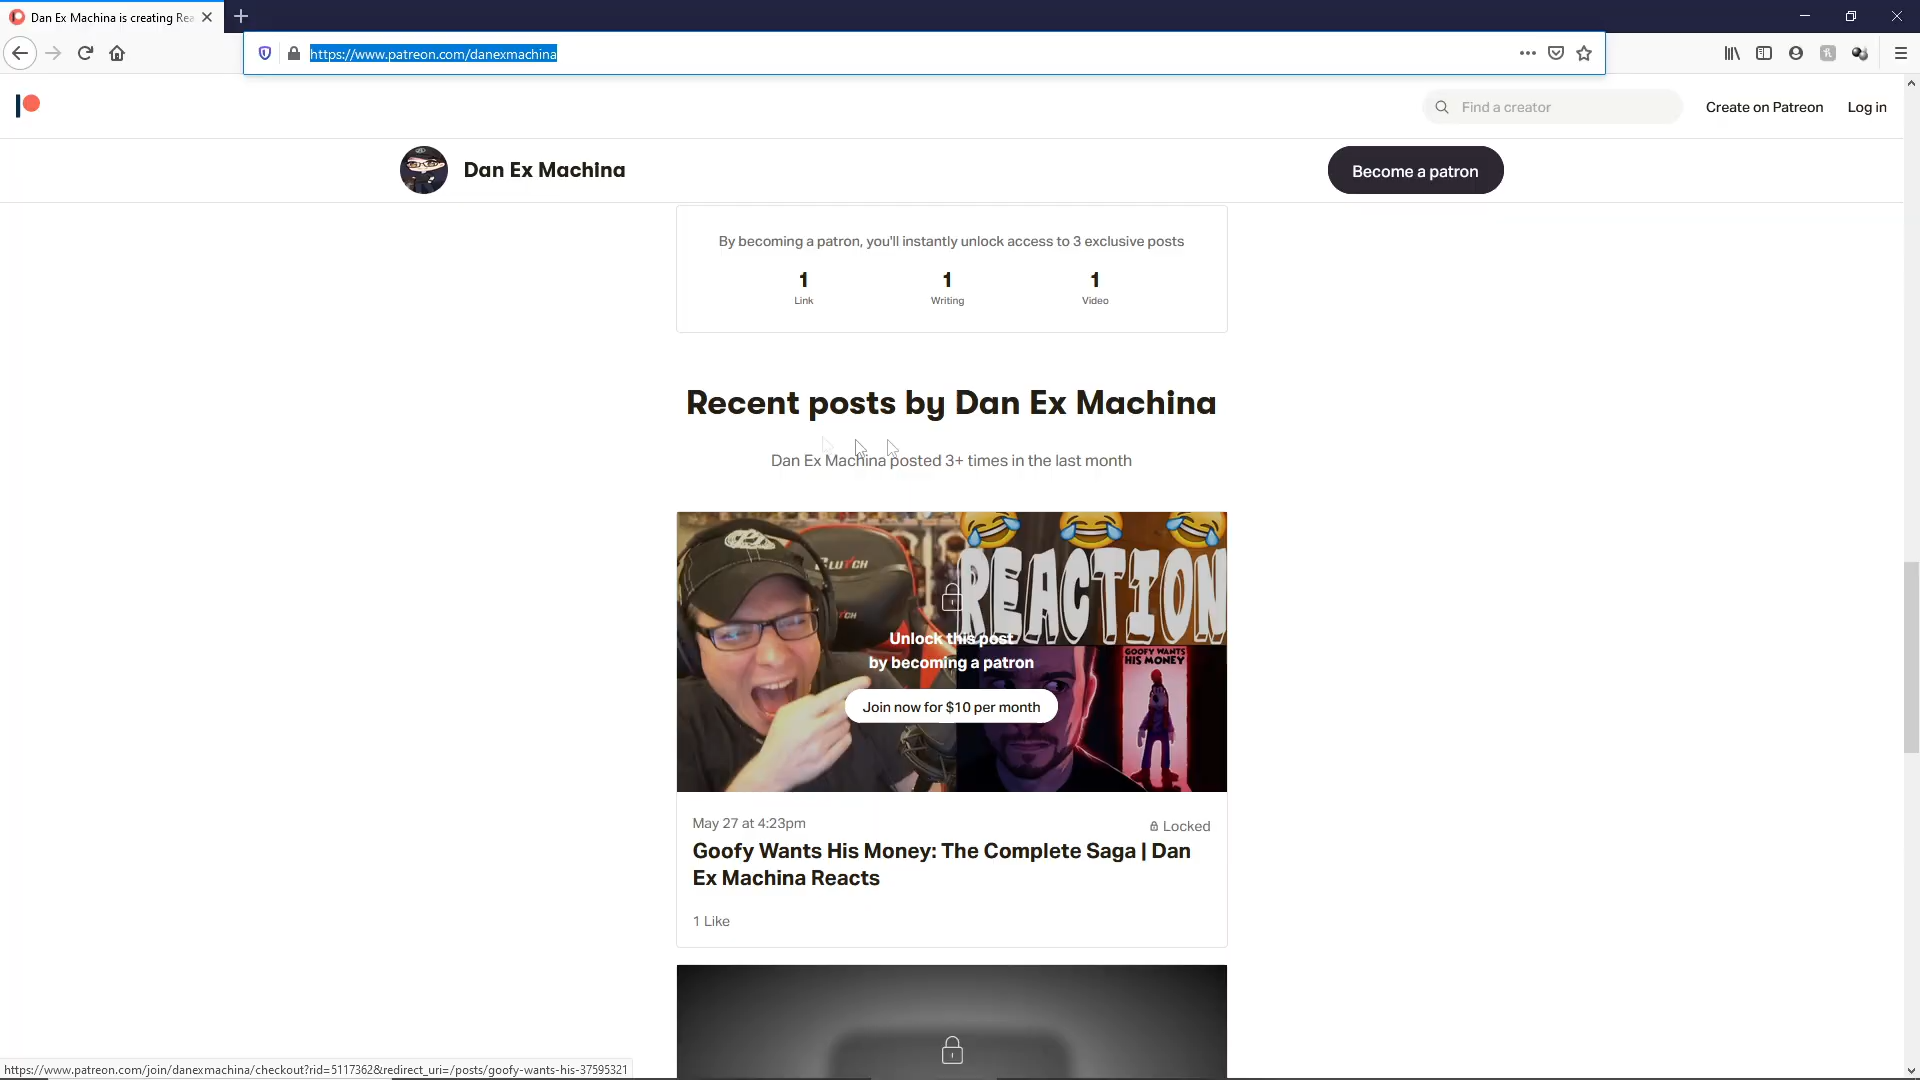 Dan Ex Machina is creating Rea
https://www.patreon.com/danexmachina
Find a creator
Create on Patreon
Log in
Dan Ex Machina
Become a patron
By becoming a patron, you'll instantly unlock access to 3 exclusive posts
1
1
1
Link
Writing
Video
Recent posts by Dan Ex Machina
Dan Ex Machina posted 3+ times in the last month
CLUTCH
REACTION
GOOFY WANTS
HIS MONEY
Unlock this post
by becoming a patron
Join now for $10 per month
May 27 at 4:23pm
Locked
Goofy Wants His Money: The Complete Saga | Dan
Ex Machina Reacts
1 Like
https://www.patreon.com/join/danexmachina/checkout?rid=5117362&redirect_uri=/posts/goofy-wants-his-37595321